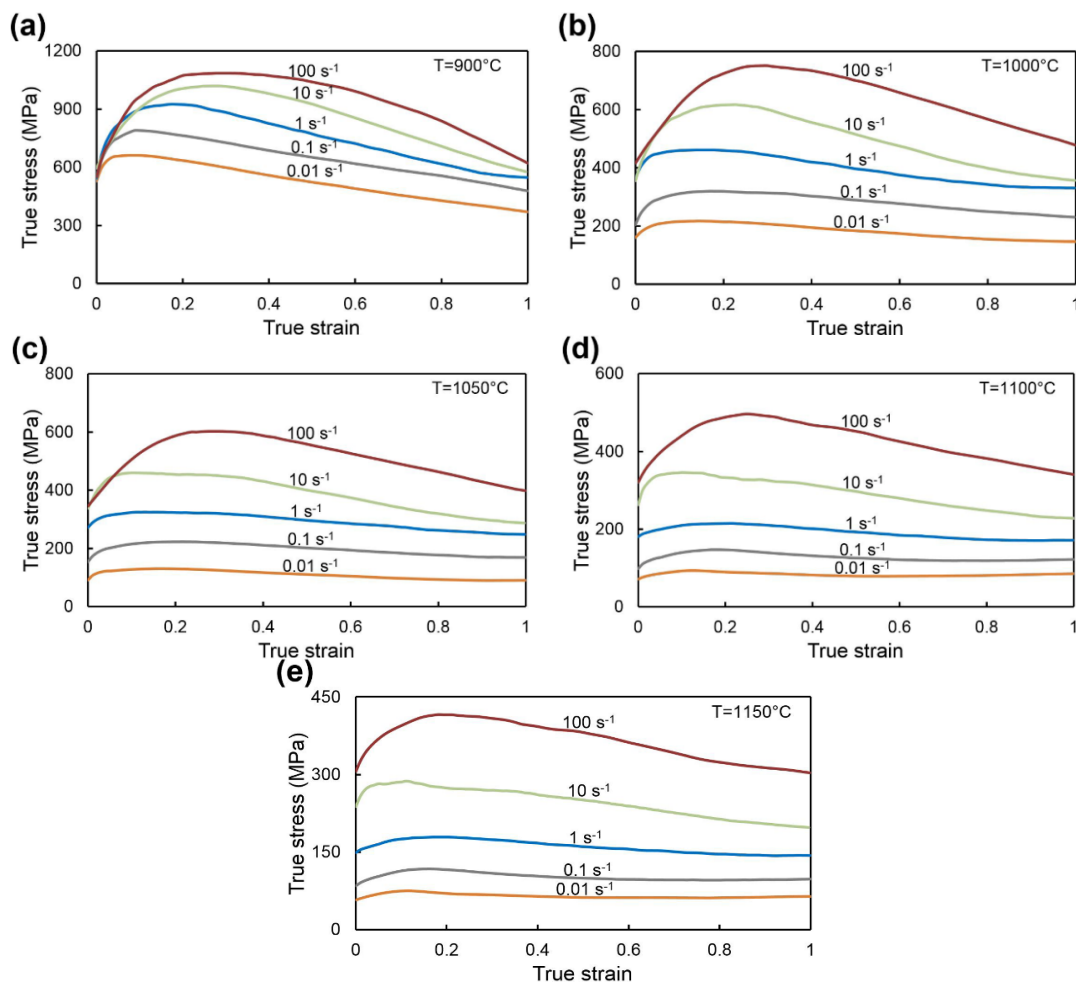 (a)
1200
900
600
300
0
True stress (MPa)
T=900°C
100 s-1
10 s-1
1 s-1
0.1 s-1
0.01 s-1
0 0.2 0.4 0.6 0.8 1
True strain
(b)
800
600
400
200
0
True stress (MPa)
T=1000°C
100 s-1
10 s-1
1 s-1
0.1 s-1
0.01 s-1
0 0.2 0.4 0.6 0.8 1
True strain
(c)
800
600
400
200
0
True stress (MPa)
T=1050°C
100 s-1
10 s-1
1 s-1
0.1 s-1
0.01 s-1
0 0.2 0.4 0.6 0.8 1
True strain
(d)
600
400
200
0
True stress (MPa)
T=1100°C
100 s-1
10 s-1
1 s-1
0.1 s-1
0.01 s-1
0 0.2 0.4 0.6 0.8 1
True strain
(e)
450
300
150
0
True stress (MPa)
T=1150°C
100 s-1
10 s-1
1 s-1
0.1 s-1
0.01 s-1
0 0.2 0.4 0.6 0.8 1
True strain